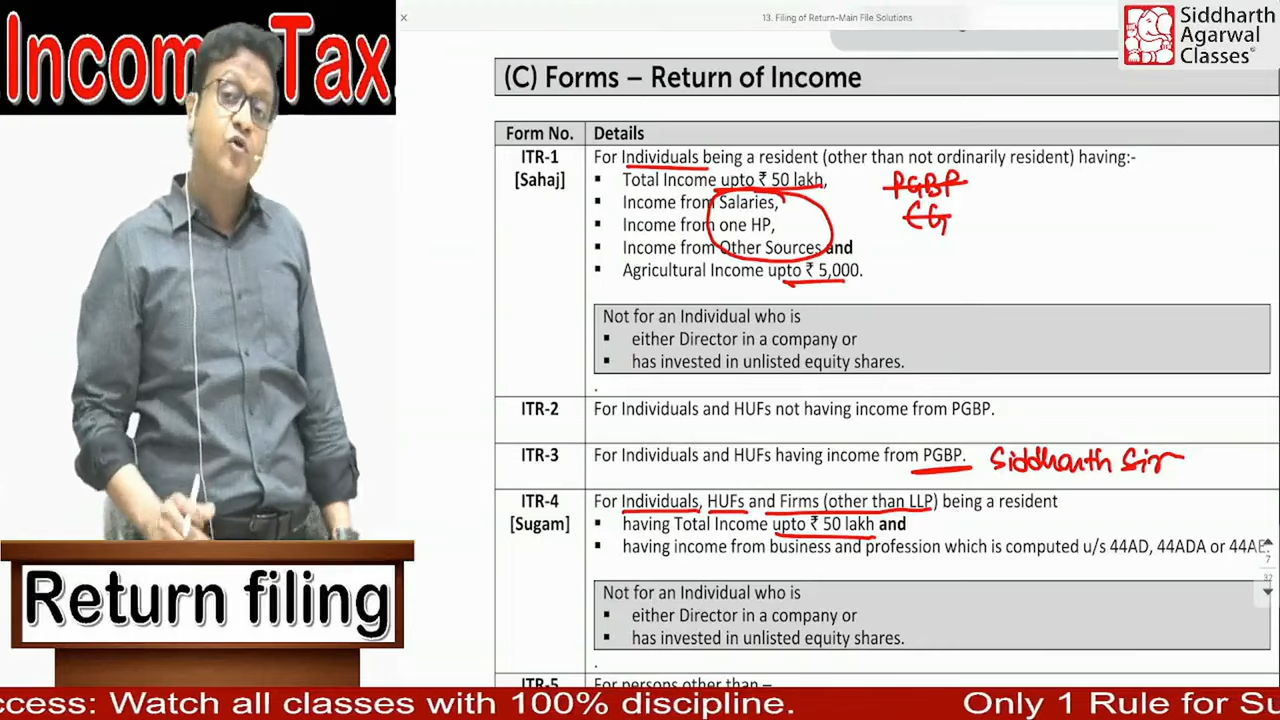 Income Tax.
13. Filing of Return-Main File Solutions
Siddharth
Agarwal
Classes®
(C) Forms – Return of Income
Form No. Details
ITR-1 For Individuals being a resident (other than not ordinarily resident) having:-
[Sahaj] ▪ Total Income upto ₹ 50 lakh, PGBP
▪ Income from Salaries, CG
▪ Income from one HP,
▪ Income from Other Sources and
▪ Agricultural Income upto ₹ 5,000.
Not for an Individual who is
▪ either Director in a company or
▪ has invested in unlisted equity shares.
.
ITR-2 For Individuals and HUFs not having income from PGBP.
ITR-3 For Individuals and HUFs having income from PGBP. Siddharth Sir
ITR-4 For Individuals, HUFs and Firms (other than LLP) being a resident
[Sugam] ▪ having Total Income upto ₹ 50 lakh and
▪ having income from business and profession which is computed u/s 44AD, 44ADA or 44AE
7
32
Not for an Individual who is
▪ either Director in a company or
▪ has invested in unlisted equity shares.
.
ITR-5 For persons other than –
Return filing
ccess: Watch all classes with 100% discipline. Only 1 Rule for Su